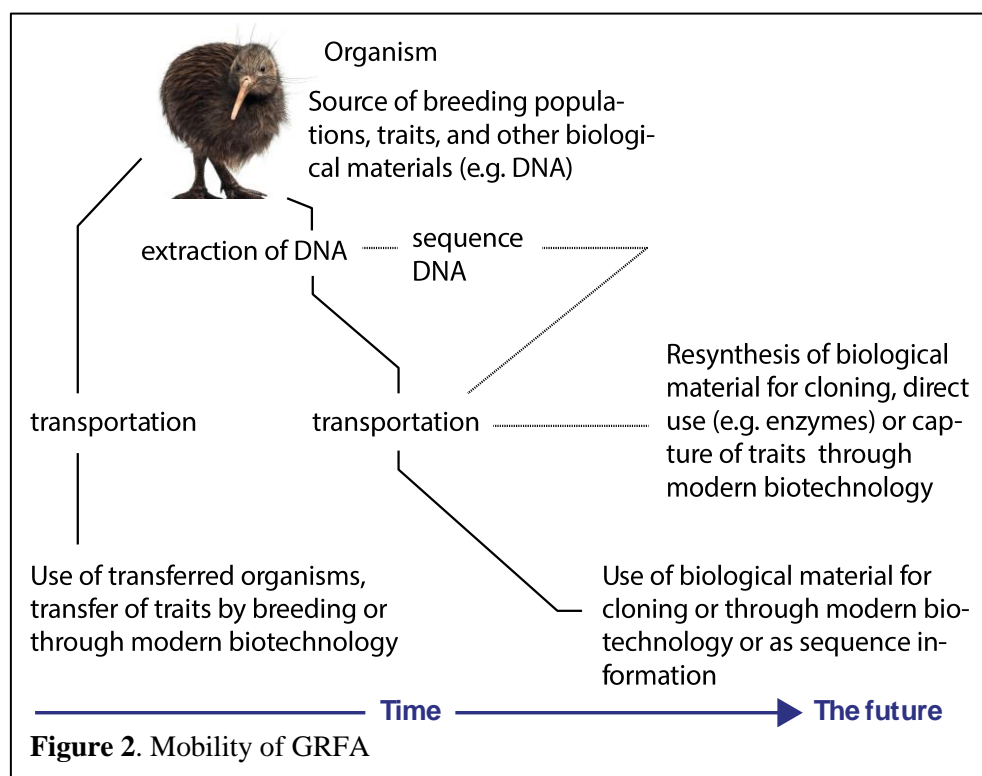 Organism
Source of breeding popula-
tions, traits, and other biologi-
cal materials (e.g. DNA)
extraction of DNA
sequence
DNA
transportation
transportation
Resynthesis of biological
material for cloning, direct
use (e.g. enzymes) or cap-
ture of traits through
modern biotechnology
Use of transferred organisms,
transfer of traits by breeding or
through modern biotechnology
Use of biological material for
cloning or through modern bio-
technology or as sequence in-
formation
Time
The future
Figure 2. Mobility of GRFA